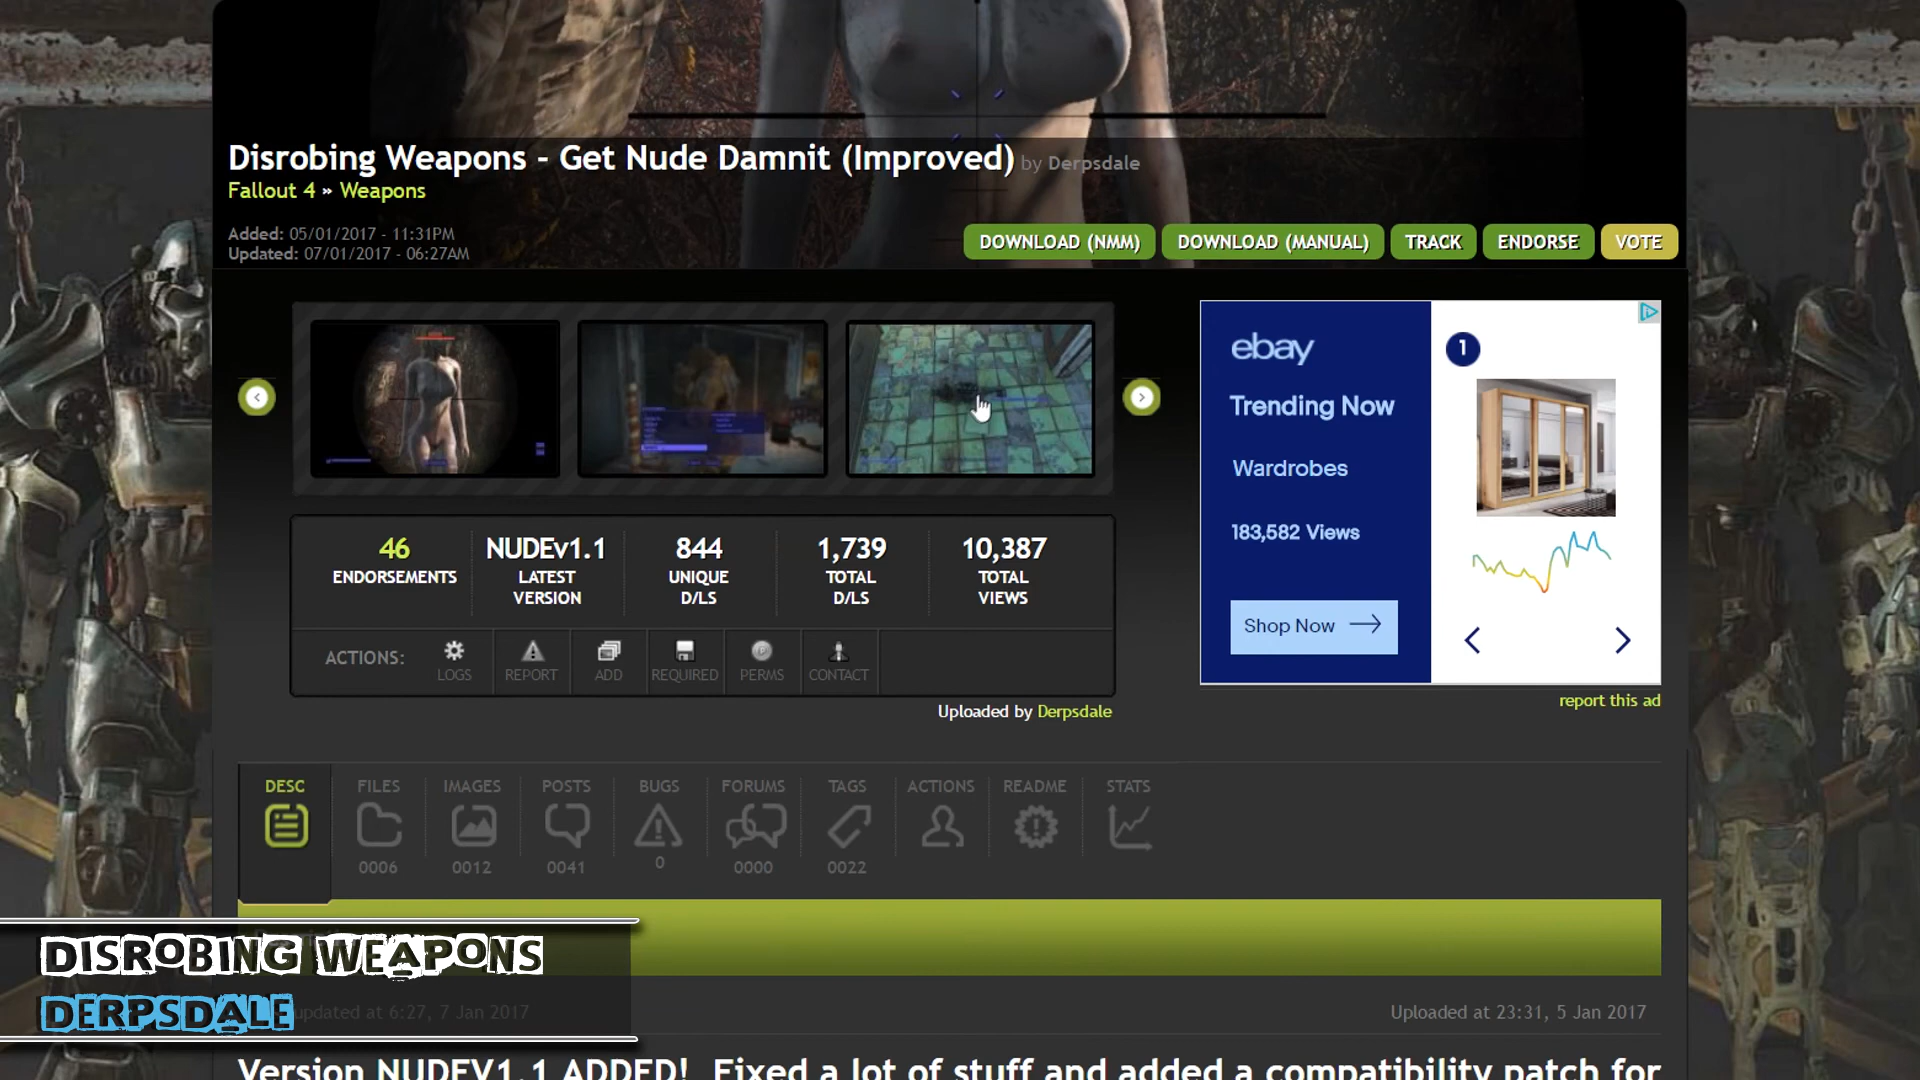 Disrobing Weapons - Get Nude Damnit (Improved) by Derpsdale
Fallout 4 » Weapons
Added: 05/01/2017 - 11:31PM
Updated: 07/01/2017 - 06:27AM
DOWNLOAD (NMM)
DOWNLOAD (MANUAL)
TRACK
ENDORSE
VOTE
ebay
Trending Now
Wardrobes
183,582 Views
Shop Now
1
report this ad
46
ENDORSEMENTS
NUDEv1.1
LATEST
VERSION
844
UNIQUE
D/LS
1,739
TOTAL
D/LS
10,387
TOTAL
VIEWS
ACTIONS:
LOGS
REPORT
ADD
REQUIRED
PERMS
CONTACT
Uploaded by Derpsdale
DESC
FILES
0006
IMAGES
0012
POSTS
0041
BUGS
0
FORUMS
0000
TAGS
0022
ACTIONS
README
STATS
DISROBING WEAPONS
DERPSDALE
updated at 6:27, 7 Jan 2017
Uploaded at 23:31, 5 Jan 2017
Version NUDEV1.1 ADDED! Fixed a lot of stuff and added a compatibility patch for